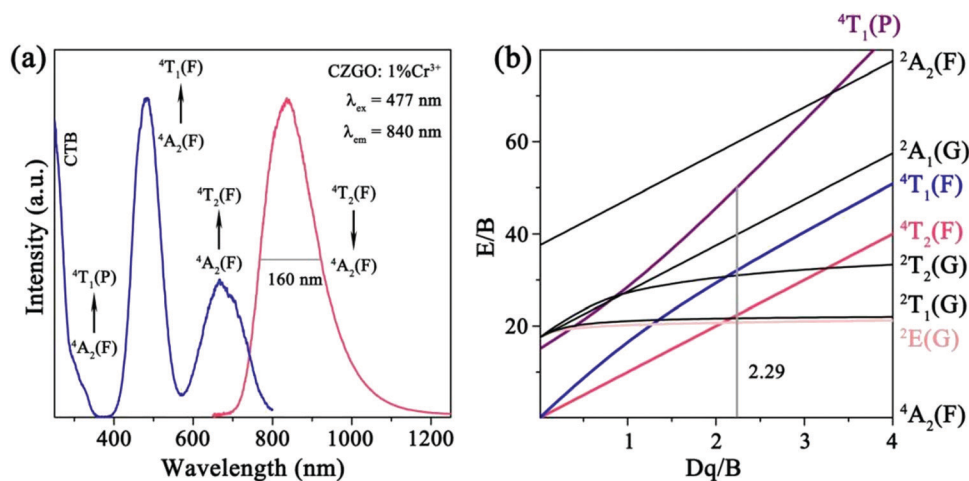 (a)
CZGO: 1%Cr³⁺
λex = 477 nm
λem = 840 nm
CTB
⁴T₁(F)
⁴A₂(F)
⁴T₂(F)
⁴A₂(F)
⁴T₂(F)
⁴A₂(F)
⁴T₁(P)
⁴A₂(F)
160 nm
Intensity (a.u.)
400 600 800 1000 1200
Wavelength (nm)
(b)
⁴T₁(P)
²A₂(F)
²A₁(G)
⁴T₁(F)
⁴T₂(F)
²T₂(G)
²T₁(G)
²E(G)
⁴A₂(F)
60
40
20
0
E/B
2.29
1 2 3 4
Dq/B